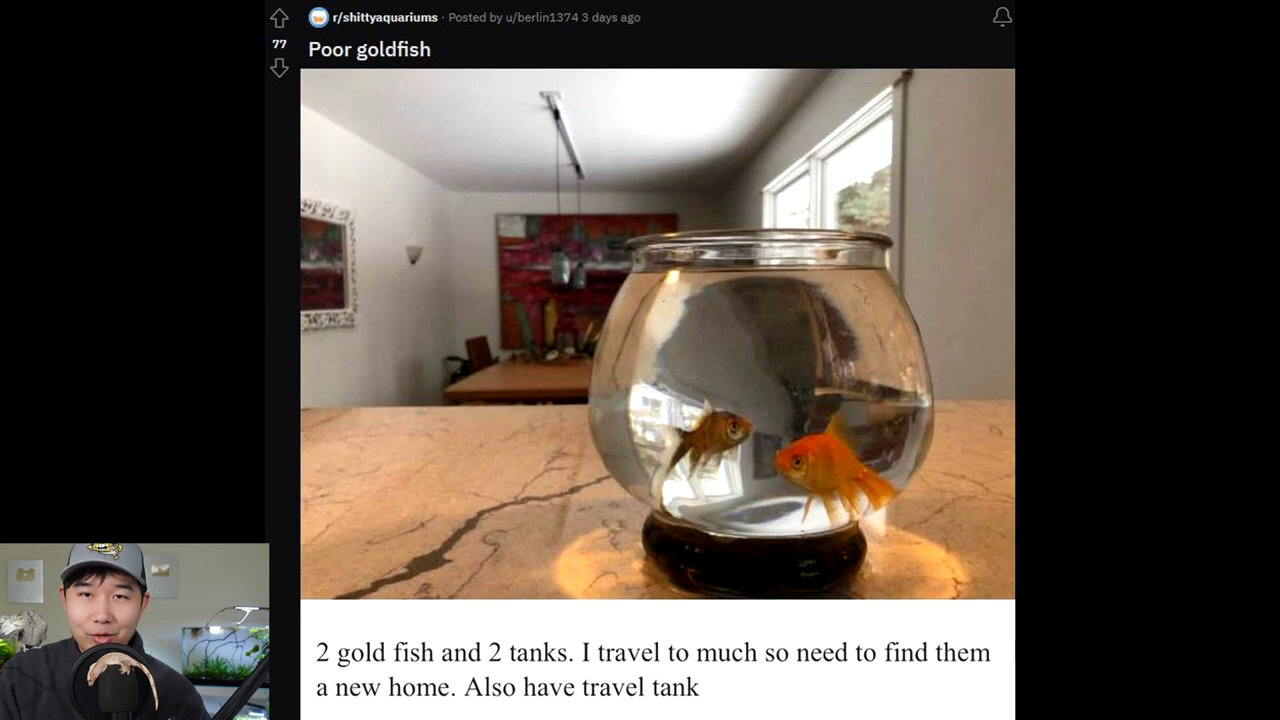 r/shittyaquariums · Posted by u/berlin1374 3 days ago
77
Poor goldfish
2 gold fish and 2 tanks. I travel to much so need to find them
a new home. Also have travel tank